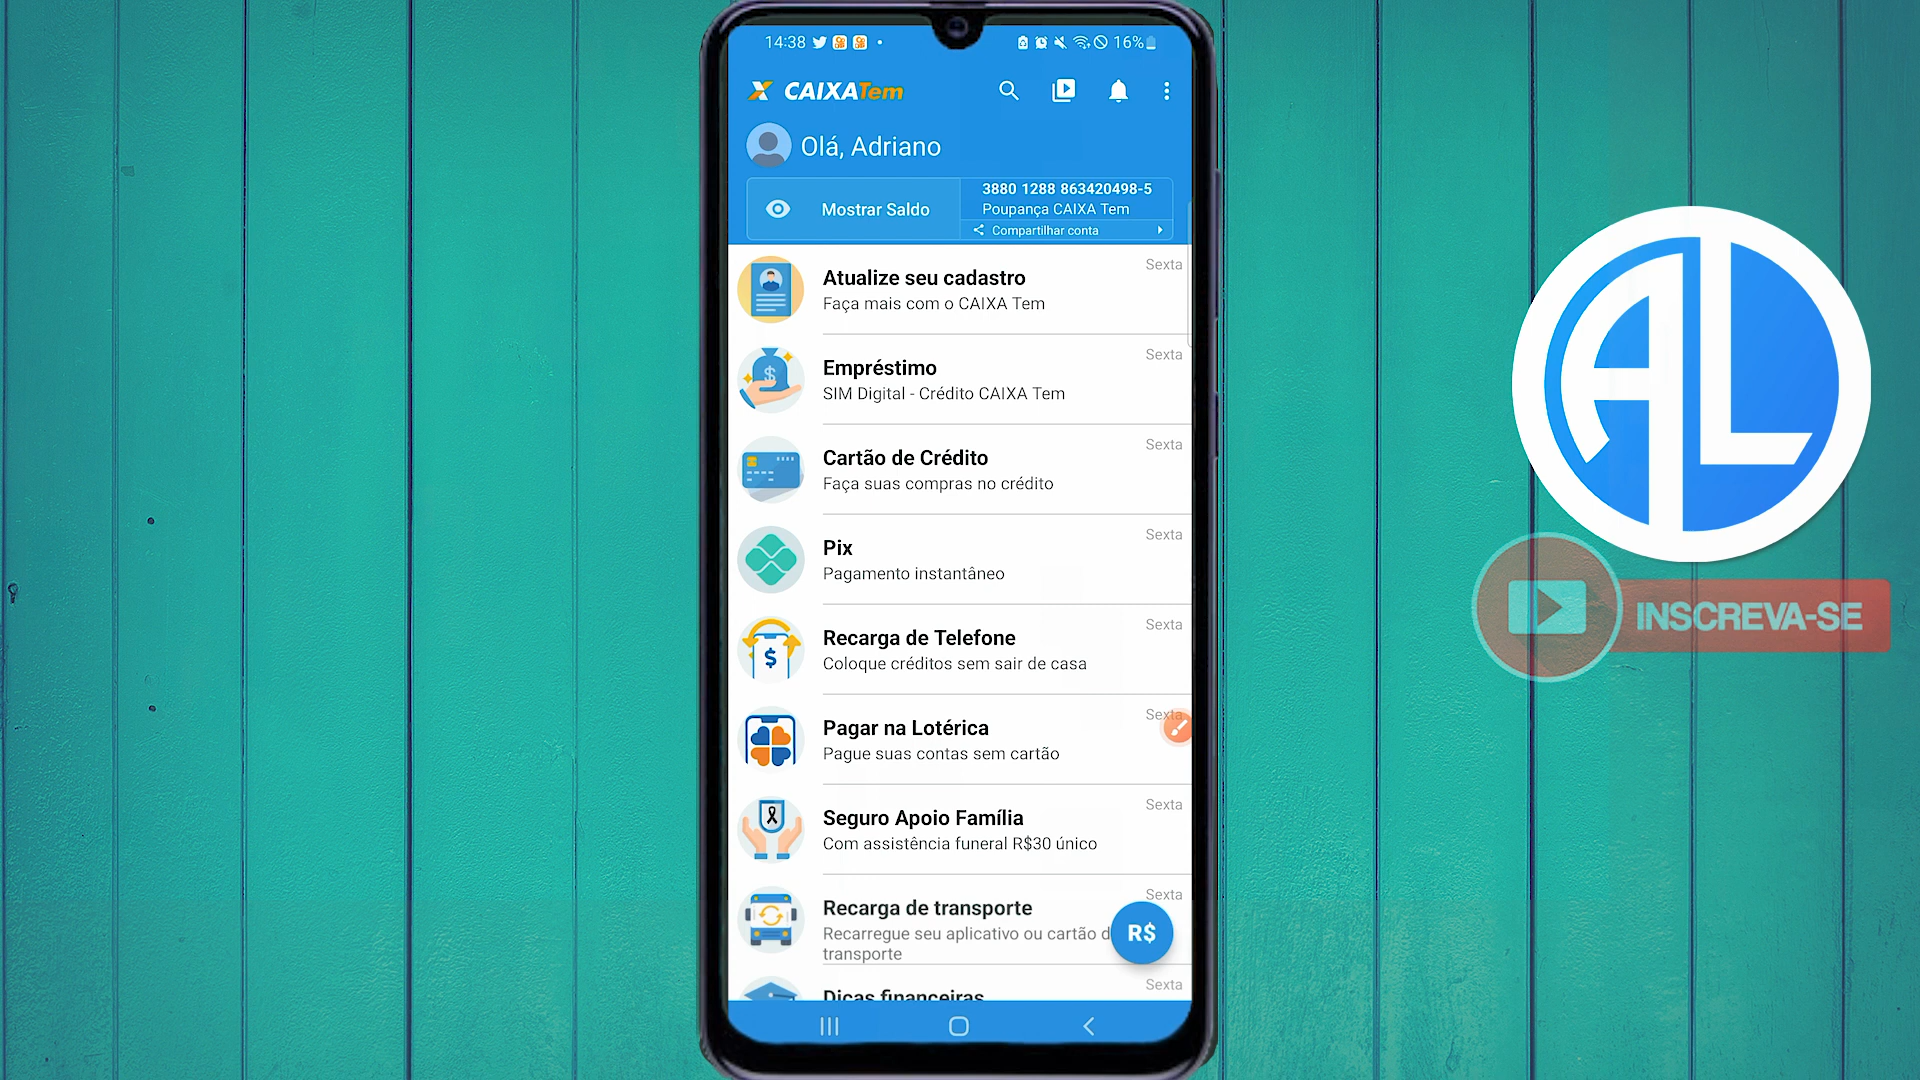 14:38
16%
CAIXATem
Olá, Adriano
Mostrar Saldo
3880 1288 863420498-5
Poupança CAIXA Tem
Compartilhar conta
Sexta
Atualize seu cadastro
Faça mais com o CAIXA Tem
Sexta
Empréstimo
SIM Digital - Crédito CAIXA Tem
Sexta
Cartão de Crédito
Faça suas compras no crédito
Sexta
Pix
Pagamento instantâneo
Sexta
Recarga de Telefone
Coloque créditos sem sair de casa
Sexta
Pagar na Lotérica
Pague suas contas sem cartão
Sexta
Seguro Apoio Família
Com assistência funeral R$30 único
Sexta
Recarga de transporte
Recarregue seu aplicativo ou cartão d
transporte
R$
Sexta
Dicas financeiras
AL
INSCREVA-SE